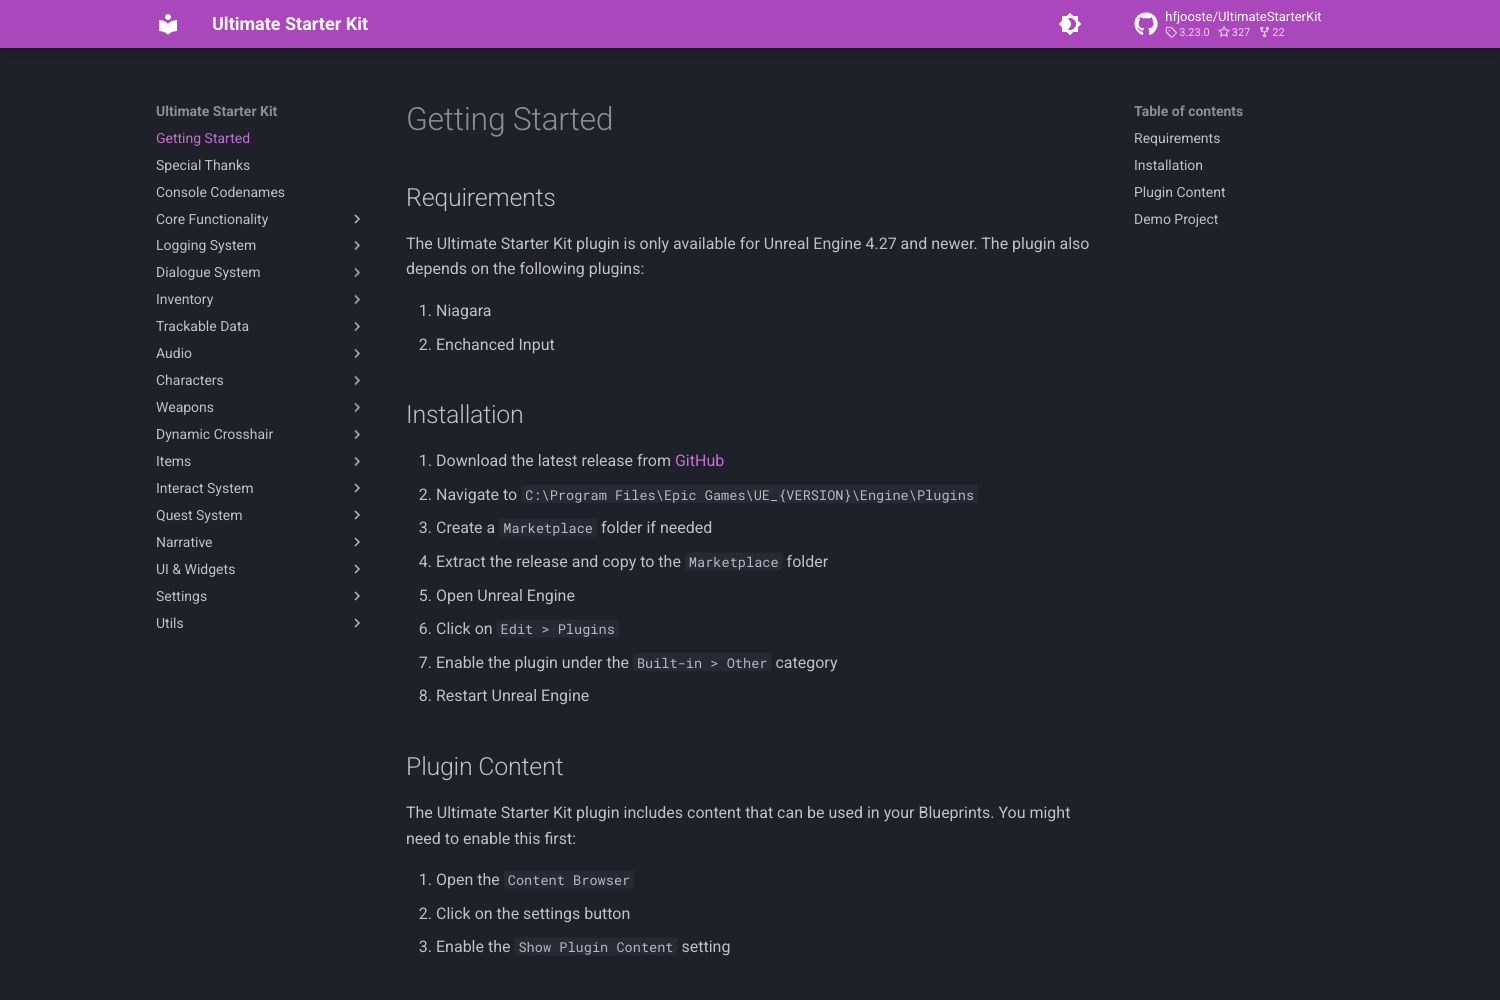 Ultimate Starter Kit
hfjooste/UltimateStarterKit
3.23.0 327 22
Ultimate Starter Kit
Getting Started
Special Thanks
Console Codenames
Core Functionality
Logging System
Dialogue System
Inventory
Trackable Data
Audio
Characters
Weapons
Dynamic Crosshair
Items
Interact System
Quest System
Narrative
UI & Widgets
Settings
Utils
Getting Started
Requirements
The Ultimate Starter Kit plugin is only available for Unreal Engine 4.27 and newer. The plugin also
depends on the following plugins:
1. Niagara
2. Enchanced Input
Installation
1. Download the latest release from GitHub
2. Navigate to C:\Program Files\Epic Games\UE_{VERSION}\Engine\Plugins
3. Create a Marketplace folder if needed
4. Extract the release and copy to the Marketplace folder
5. Open Unreal Engine
6. Click on Edit > Plugins
7. Enable the plugin under the Built-in > Other category
8. Restart Unreal Engine
Plugin Content
The Ultimate Starter Kit plugin includes content that can be used in your Blueprints. You might
need to enable this first:
1. Open the Content Browser
2. Click on the settings button
3. Enable the Show Plugin Content setting
Table of contents
Requirements
Installation
Plugin Content
Demo Project